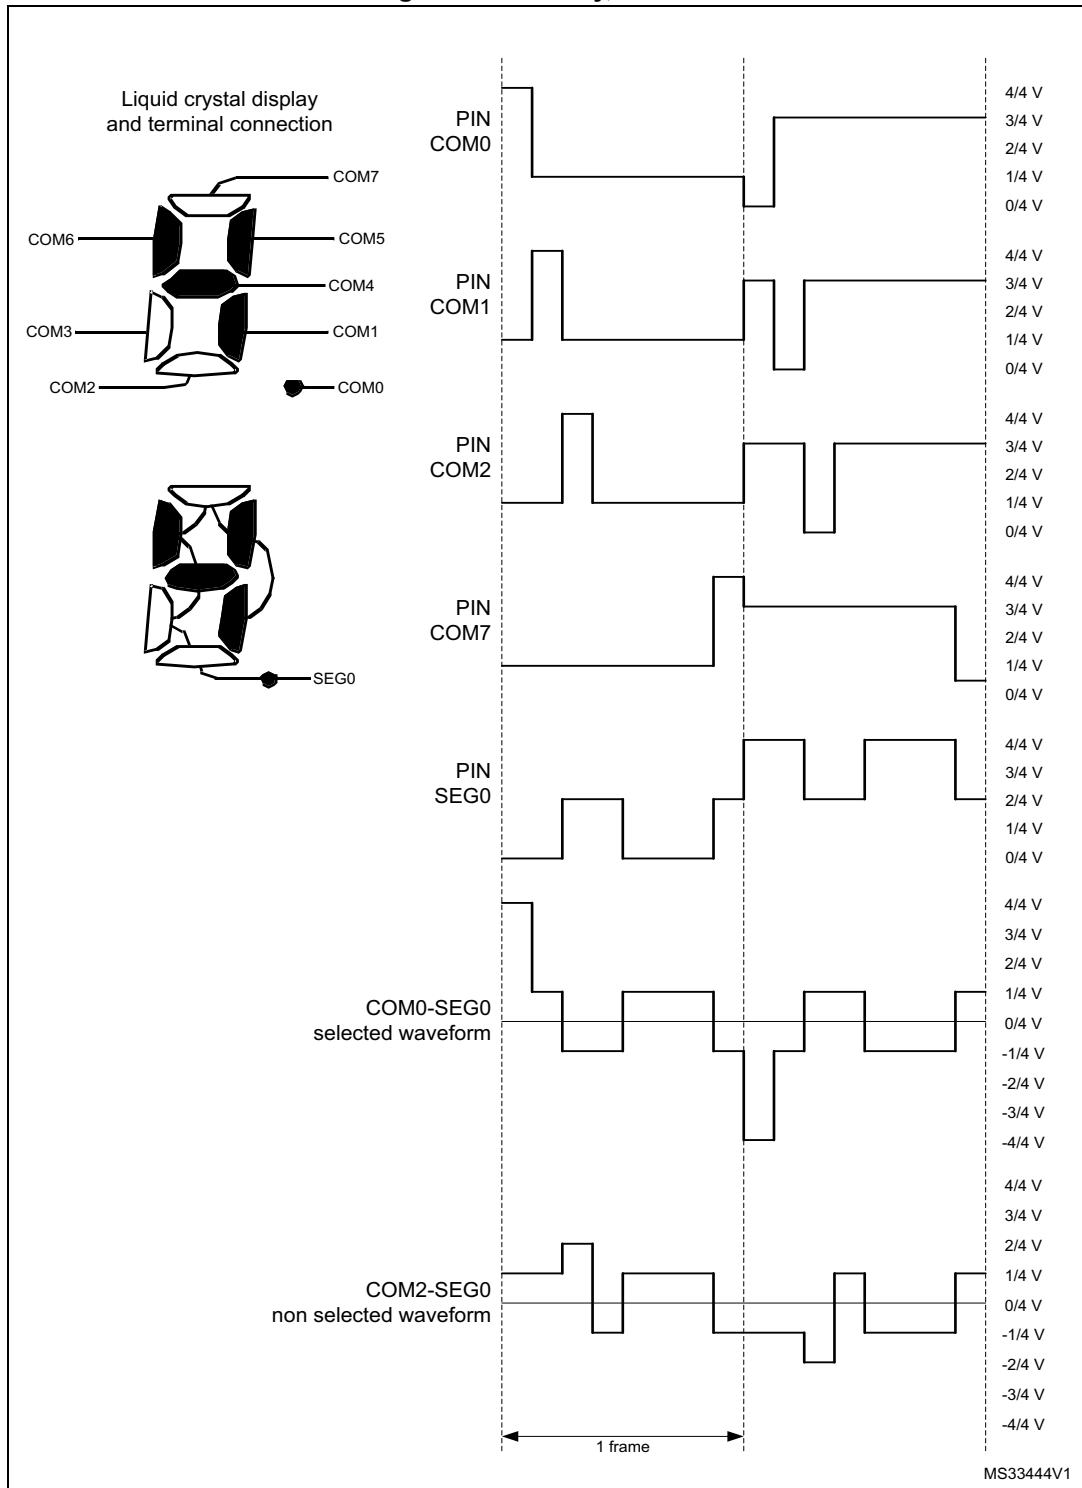 Liquid crystal display
and terminal connection
COM7
COM6
COM5
COM4
COM3
COM1
COM2
COM0
SEG0
PIN
COM0
4/4 V
3/4 V
2/4 V
1/4 V
0/4 V
PIN
COM1
4/4 V
3/4 V
2/4 V
1/4 V
0/4 V
PIN
COM2
4/4 V
3/4 V
2/4 V
1/4 V
0/4 V
PIN
COM7
4/4 V
3/4 V
2/4 V
1/4 V
0/4 V
PIN
SEG0
4/4 V
3/4 V
2/4 V
1/4 V
0/4 V
COM0-SEG0
selected waveform
4/4 V
3/4 V
2/4 V
1/4 V
0/4 V
-1/4 V
-2/4 V
-3/4 V
-4/4 V
COM2-SEG0
non selected waveform
4/4 V
3/4 V
2/4 V
1/4 V
0/4 V
-1/4 V
-2/4 V
-3/4 V
-4/4 V
1 frame
MS33444V1